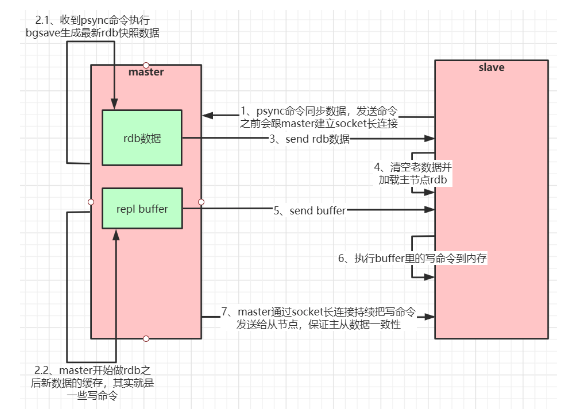 2.1、收到psync命令执行
bgsave生成最新rdb快照数据
master
slave
1、psync命令同步数据，发送命令
之前会跟master建立socket长连接
rdb数据
3、send rdb数据
4、清空老数据并
加载主节点rdb
repl buffer
5、send buffer
6、执行buffer里的写命令到内存
7、master通过socket长连接持续把写命令
发送给从节点，保证主从数据一致性
2.2、master开始做rdb之
后新数据的缓存，其实就是
一些写命令